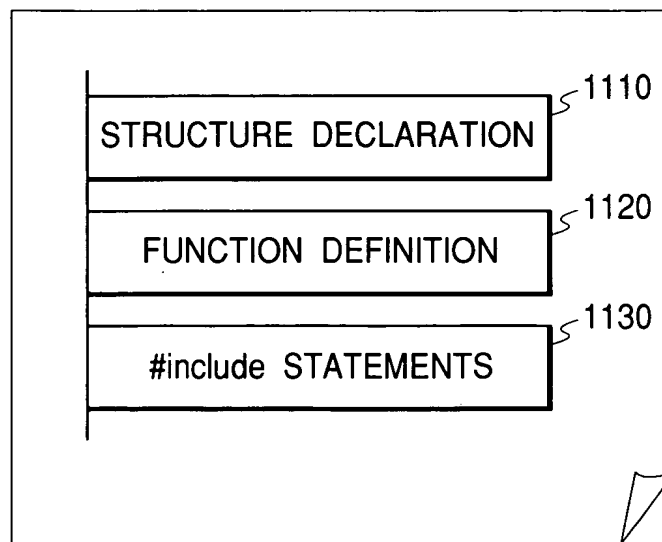 1110
STRUCTURE DECLARATION
1120
FUNCTION DEFINITION
1130
#include STATEMENTS